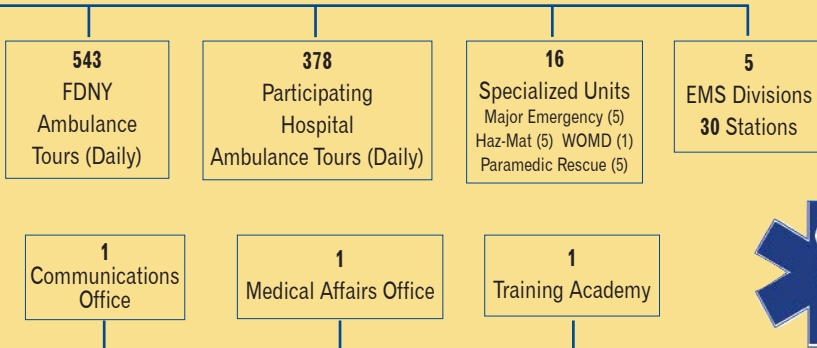 543
FDNY
Ambulance
Tours (Daily)
378
Participating
Hospital
Ambulance Tours (Daily)
16
Specialized Units
Major Emergency (5)
Haz-Mat (5) WOMD (1)
Paramedic Rescue (5)
5
EMS Divisions
30 Stations
1
Communications
Office
1
Medical Affairs Office
1
Training Academy